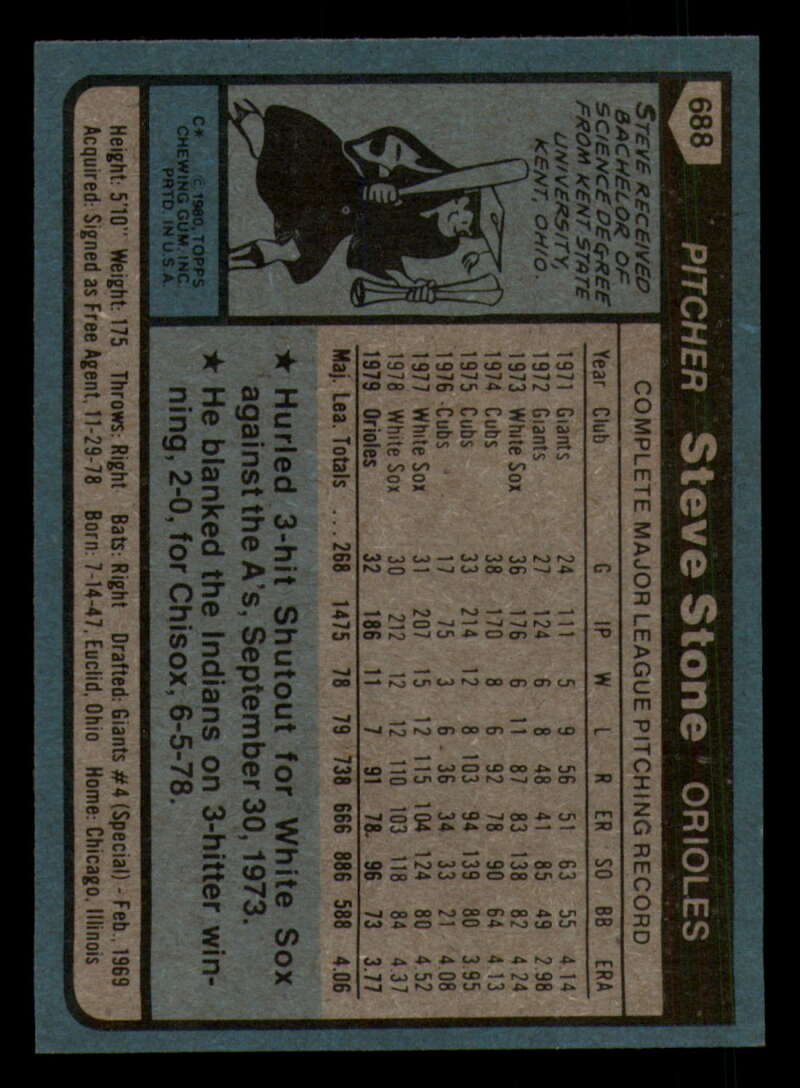 688
PITCHER Steve Stone ORIOLES
STEVE RECEIVED
BACHELOR OF
SCIENCE DEGREE
FROM KENT STATE
UNIVERSITY,
KENT, OHIO.
C* © 1980, TOPPS
CHEWING GUM, INC.
PRTD. IN U.S.A.
COMPLETE MAJOR LEAGUE PITCHING RECORD
Year Club G IP W L R ER SO BB ERA
1971 Giants 24 111 5 9 56 51 63 55 4.14
1972 Giants 27 124 6 8 48 41 85 49 2.98
1973 White Sox 36 176 6 11 87 83 138 82 4.24
1974 Cubs 38 170 8 6 92 78 90 64 4.13
1975 Cubs 33 214 12 8 103 94 139 80 3.95
1976 Cubs 17 75 3 6 36 34 33 21 4.08
1977 White Sox 31 207 15 12 115 104 124 80 4.52
1978 White Sox 30 212 12 12 110 103 118 84 4.37
1979 Orioles 32 186 11 7 91 78 96 73 3.77
Maj. Lea. Totals ... 268 1475 78 79 738 666 886 588 4.06
★ Hurled 3-hit Shutout for White Sox
against the A's, September 30, 1973.
★ He blanked the Indians on 3-hitter win-
ning, 2-0, for Chisox, 6-5-78.
Height: 5'10" Weight: 175 Throws: Right Bats: Right Drafted: Giants #4 (Special) - Feb., 1969
Acquired: Signed as Free Agent, 11-29-78 Born: 7-14-47, Euclid, Ohio Home: Chicago, Illinois